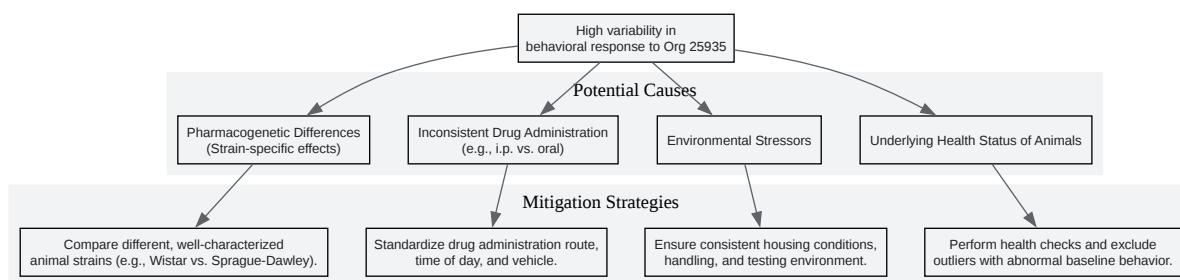 High variability in
behavioral response to Org 25935
Potential Causes
Pharmacogenetic Differences
(Strain-specific effects)
Inconsistent Drug Administration
(e.g., i.p. vs. oral)
Environmental Stressors
Underlying Health Status of Animals
Mitigation Strategies
Compare different, well-characterized
animal strains (e.g., Wistar vs. Sprague-Dawley).
Standardize drug administration route,
time of day, and vehicle.
Ensure consistent housing conditions,
handling, and testing environment.
Perform health checks and exclude
outliers with abnormal baseline behavior.